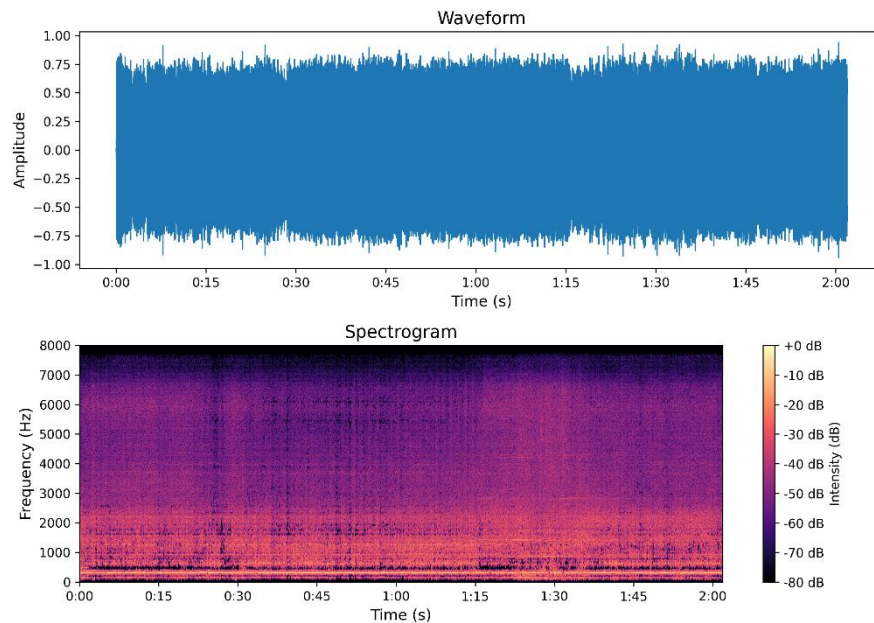 Waveform
1.00
0.75
0.50
0.25
0.00
−0.25
−0.50
−0.75
−1.00
Amplitude
0:00 0:15 0:30 0:45 1:00 1:15 1:30 1:45 2:00
Time (s)
Spectrogram
8000
7000
6000
5000
4000
3000
2000
1000
0
Frequency (Hz)
0:00 0:15 0:30 0:45 1:00 1:15 1:30 1:45 2:00
Time (s)
+0 dB
-10 dB
-20 dB
-30 dB
-40 dB
-50 dB
-60 dB
-70 dB
-80 dB
Intensity (dB)